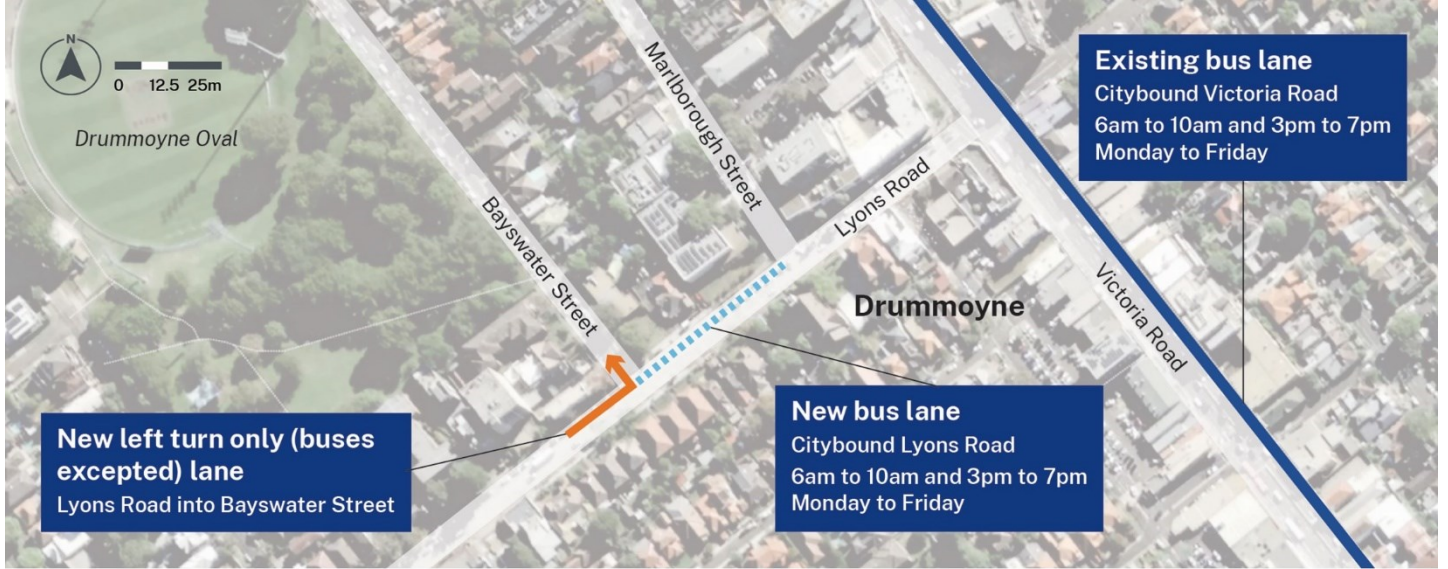 N
0 12.5 25m
Drummoyne Oval
Marlborough Street
Bayswater Street
Lyons Road
Victoria Road
Drummoyne
Existing bus lane
Citybound Victoria Road
6am to 10am and 3pm to 7pm
Monday to Friday
New left turn only (buses
excepted) lane
Lyons Road into Bayswater Street
New bus lane
Citybound Lyons Road
6am to 10am and 3pm to 7pm
Monday to Friday